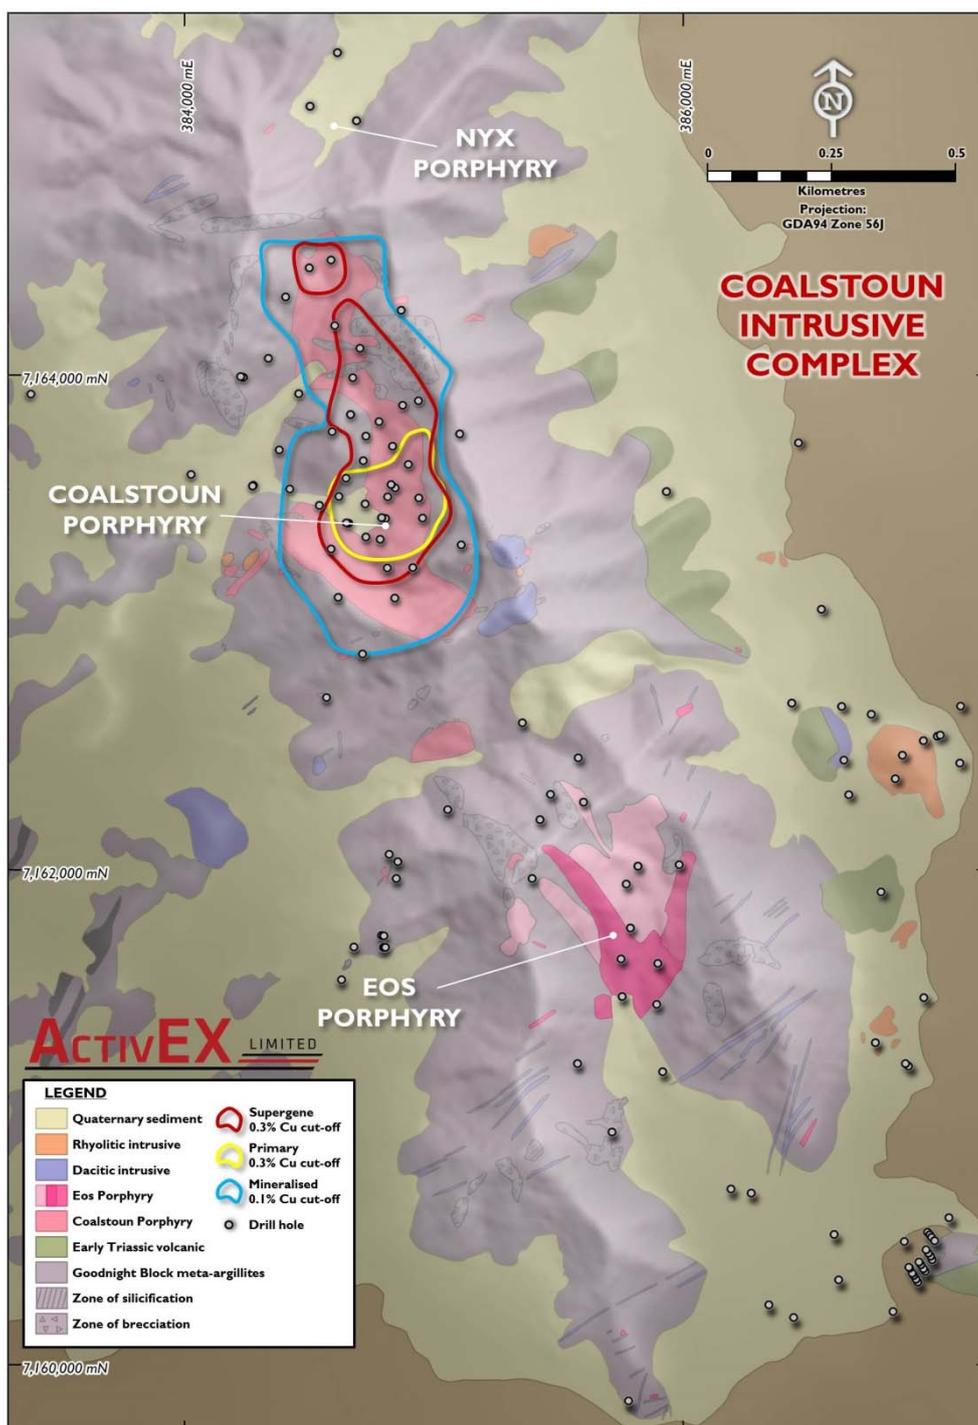 384,000 mE
386,000 mE
N
NYX
PORPHYRY
0 0.25 0.5
Kilometres
Projection:
GDA94 Zone 56J
COALSTOUN
INTRUSIVE
COMPLEX
7,164,000 mN
COALSTOUN
PORPHYRY
7,162,000 mN
EOS
PORPHYRY
ACTIVEX LIMITED
LEGEND
Quaternary sediment
Rhyolitic intrusive
Dacitic intrusive
Eos Porphyry
Coalstoun Porphyry
Early Triassic volcanic
Goodnight Block meta-argillites
Zone of silicification
Zone of brecciation
Supergene
0.3% Cu cut-off
Primary
0.3% Cu cut-off
Mineralised
0.1% Cu cut-off
Drill hole
7,160,000 mN